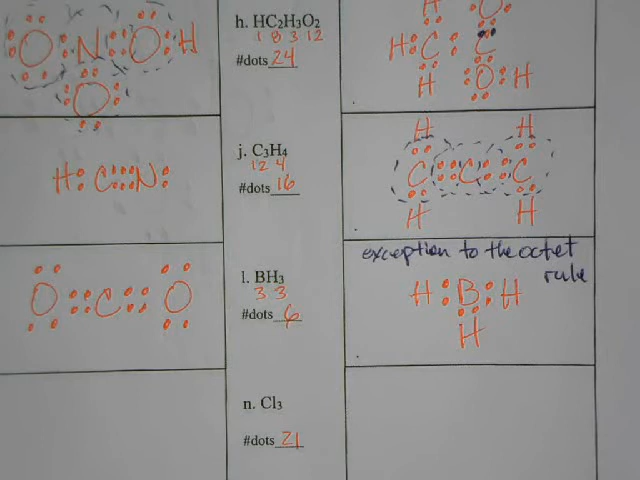 O N O H
O
h. HC2H3O2
1 8 3 12
#dots 24
H O
H C C
H O H
H C N
j. C3H4
12 4
#dots 16
H H
C C C
H H
O C O
l. BH3
3 3
#dots 6
exception to the octet
rule
H B H
H
n. Cl3
#dots 21